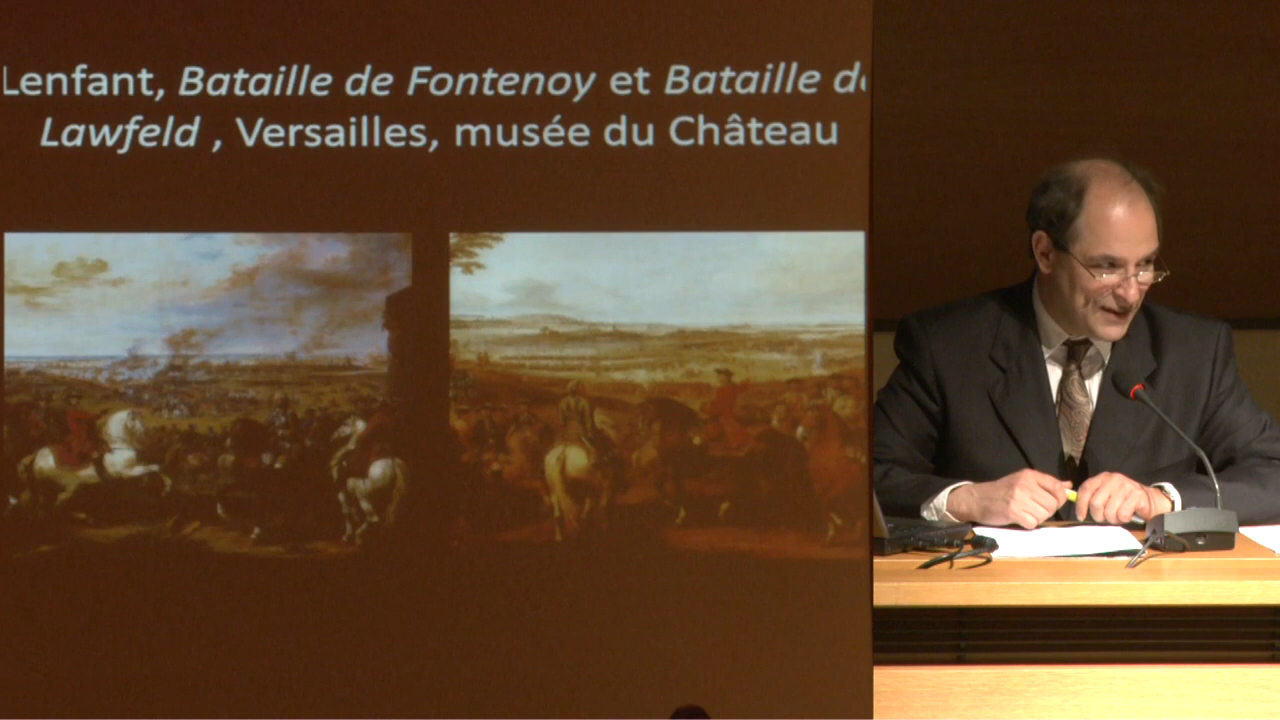 Lenfant, Bataille de Fontenoy et Bataille de
Lawfeld , Versailles, musée du Château